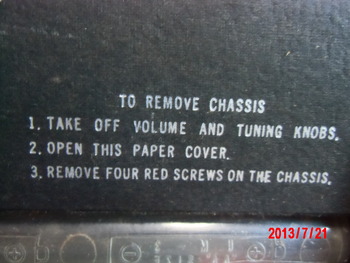 TO REMOVE CHASSIS
1. TAKE OFF VOLUME AND TUNING KNOBS.
2. OPEN THIS PAPER COVER.
3. REMOVE FOUR RED SCREWS ON THE CHASSIS.
2013/7/21